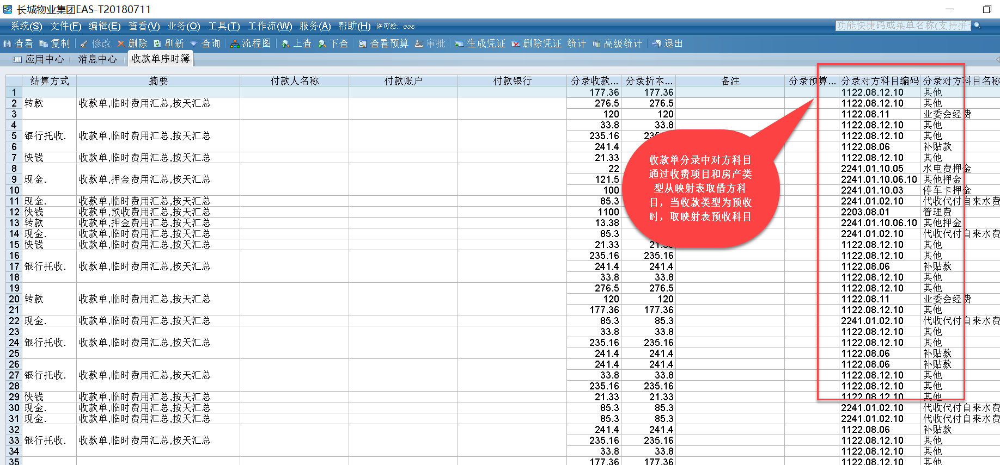 长城物业集团EAS-T20180711
系统(S) 文件(F) 编辑(E) 查看(V) 业务(O) 工具(T) 工作流(W) 服务(A) 帮助(H) 许可给: eas 功能快捷码或菜单名称(支持拼
查看 复制 修改 删除 刷新 查询 流程图 上查 下查 查看预算 审批 生成凭证 删除凭证 统计 高级统计 退出
应用中心 消息中心 收款单序时簿
结算方式 摘要 付款人名称 付款账户 付款银行 分录收款... 分录折本... 备注 分录预算... 分录对方科目编码 分录对方科目名称
1 177.36 177.36 1122.08.12.10 其他
2 转款 收款单,临时费用汇总,按天汇总 276.5 276.5 1122.08.12.10 其他
3 120 120 1122.08.11 业委会经费
4 33.8 33.8 1122.08.12.10 其他
5 银行托收. 收款单,临时费用汇总,按天汇总 235.16 1122.08.12.10 其他
6 241.4 1122.08.06 补贴款
7 快钱 收款单,临时费用汇总,按天汇总 21.33 1122.08.12.10 其他
8 22 2241.01.10.05 水电费押金
9 现金. 收款单,押金费用汇总,按天汇总 121.5 2241.01.10.06.10 其他押金
10 100 2241.01.10.03 停车卡押金
11 现金. 收款单,临时费用汇总,按天汇总 85.3 2241.01.02.10 代收代付自来水费
12 快钱 收款单,预收费用汇总,按天汇总 1100 2203.08.01 管理费
13 转款 收款单,押金费用汇总,按天汇总 13.38 2241.01.10.06.10 其他押金
14 现金. 收款单,临时费用汇总,按天汇总 85.3 2241.01.02.10 代收代付自来水费
15 快钱 收款单,临时费用汇总,按天汇总 21.33 21.33 1122.08.12.10 其他
16 235.16 235.16 1122.08.12.10 其他
17 银行托收. 收款单,临时费用汇总,按天汇总 241.4 241.4 1122.08.06 补贴款
18 33.8 33.8 1122.08.12.10 其他
19 276.5 276.5 1122.08.12.10 其他
20 转款 收款单,临时费用汇总,按天汇总 120 120 1122.08.11 业委会经费
21 177.36 177.36 1122.08.12.10 其他
22 现金. 收款单,临时费用汇总,按天汇总 85.3 85.3 2241.01.02.10 代收代付自来水费
23 33.8 33.8 1122.08.12.10 其他
24 银行托收. 收款单,临时费用汇总,按天汇总 235.16 235.16 1122.08.12.10 其他
25 241.4 241.4 1122.08.06 补贴款
26 241.4 241.4 1122.08.06 补贴款
27 银行托收. 收款单,临时费用汇总,按天汇总 33.8 33.8 1122.08.12.10 其他
28 235.16 235.16 1122.08.12.10 其他
29 快钱 收款单,临时费用汇总,按天汇总 21.33 21.33 1122.08.12.10 其他
30 现金. 收款单,临时费用汇总,按天汇总 85.3 85.3 2241.01.02.10 代收代付自来水费
31 现金. 收款单,临时费用汇总,按天汇总 85.3 85.3 2241.01.02.10 代收代付自来水费
32 241.4 241.4 1122.08.06 补贴款
33 银行托收. 收款单,临时费用汇总,按天汇总 235.16 235.16 1122.08.12.10 其他
34 33.8 33.8 1122.08.12.10 其他
35 177.36 177.36 1122.08.12.10 其他
收款单分录中对方科目
通过收费项目和房产类
型从映射表取借方科
目，当收款类型为预收
时，取映射表预收科目